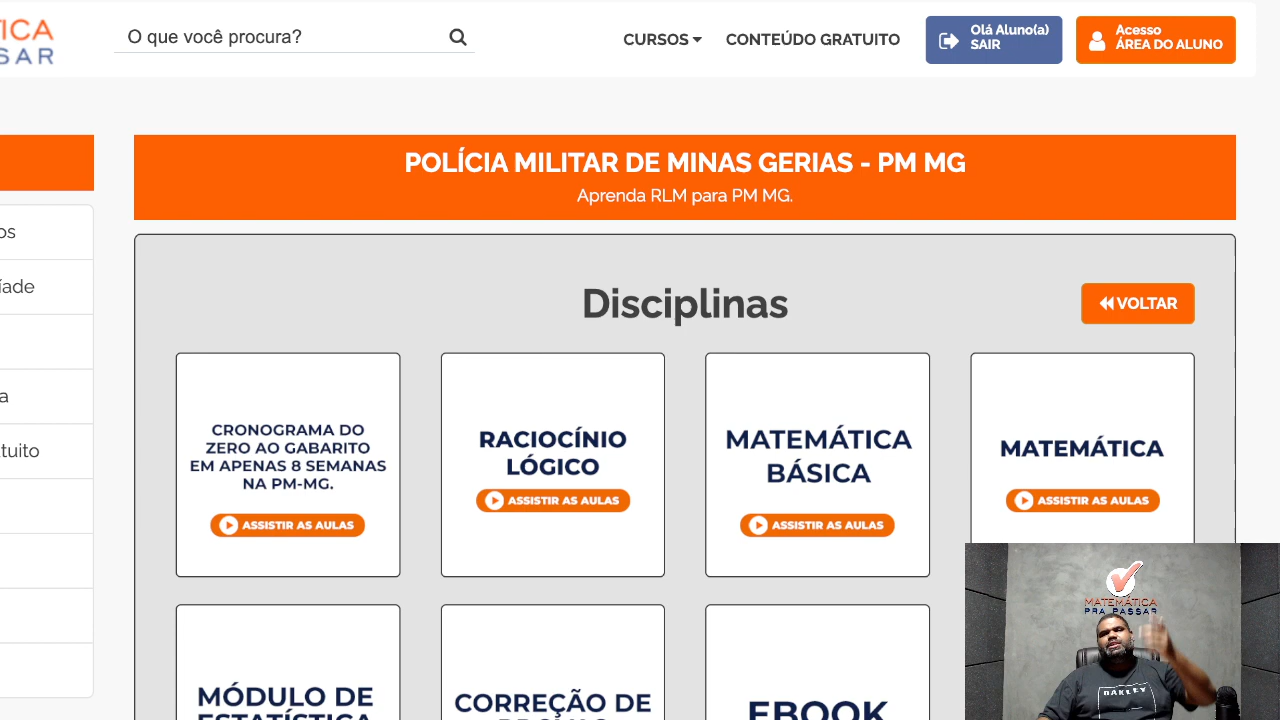 TICA
SAR
O que você procura?
CURSOS
CONTEÚDO GRATUITO
Olá Aluno(a)
SAIR
Acesso
ÁREA DO ALUNO
POLÍCIA MILITAR DE MINAS GERIAS - PM MG
Aprenda RLM para PM MG.
os
íade
a
tuito
Disciplinas
VOLTAR
CRONOGRAMA DO
ZERO AO GABARITO
EM APENAS 8 SEMANAS
NA PM-MG.
ASSISTIR AS AULAS
RACIOCÍNIO
LÓGICO
ASSISTIR AS AULAS
MATEMÁTICA
BÁSICA
ASSISTIR AS AULAS
MATEMÁTICA
ASSISTIR AS AULAS
MÓDULO DE
ESTATÍSTICA
CORREÇÃO DE
EBOOK
MATEMÁTICA
PRA PASSAR
OAKLEY